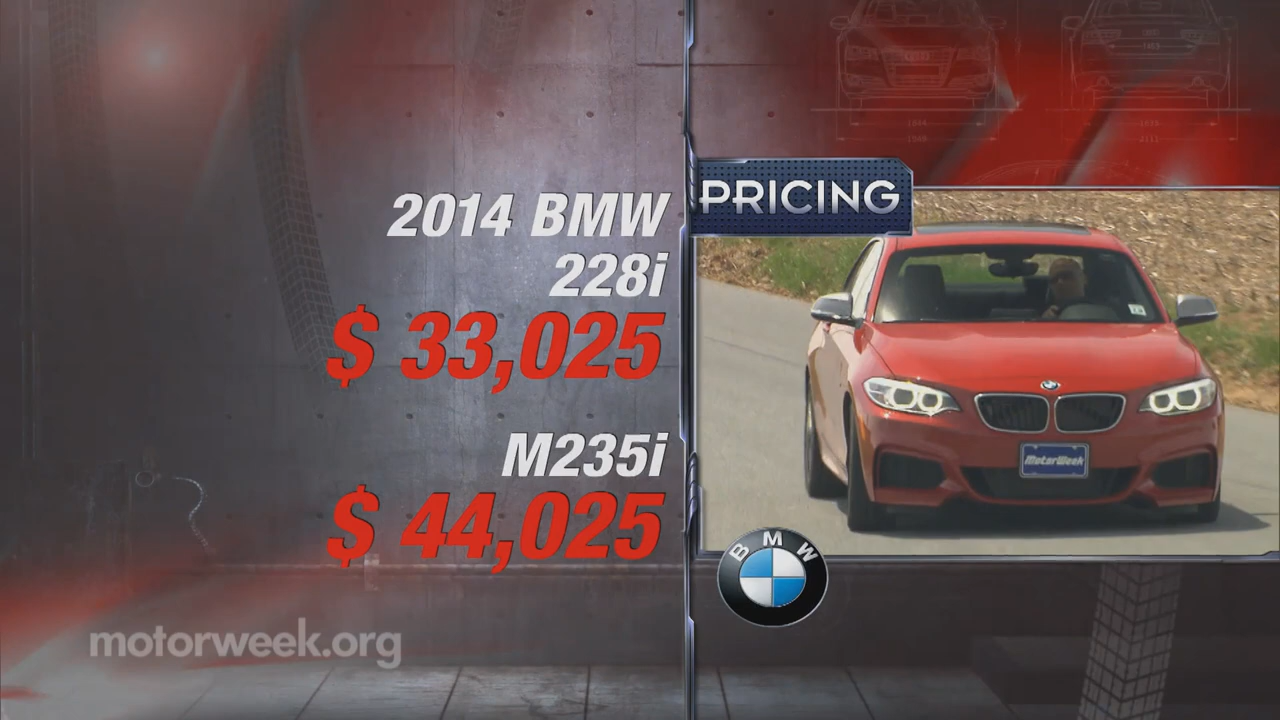 PRICING
2014 BMW
228i
$ 33,025
M235i
$ 44,025
MotorWeek
BMW
motorweek.org